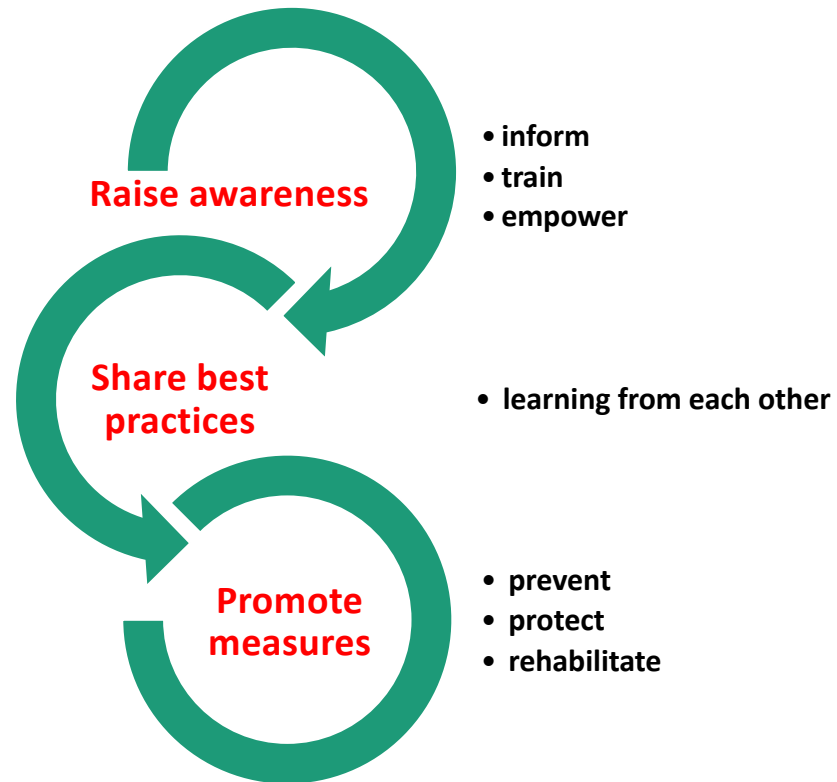 Raise awareness
• inform
• train
• empower
Share best
practices
• learning from each other
Promote
measures
• prevent
• protect
• rehabilitate